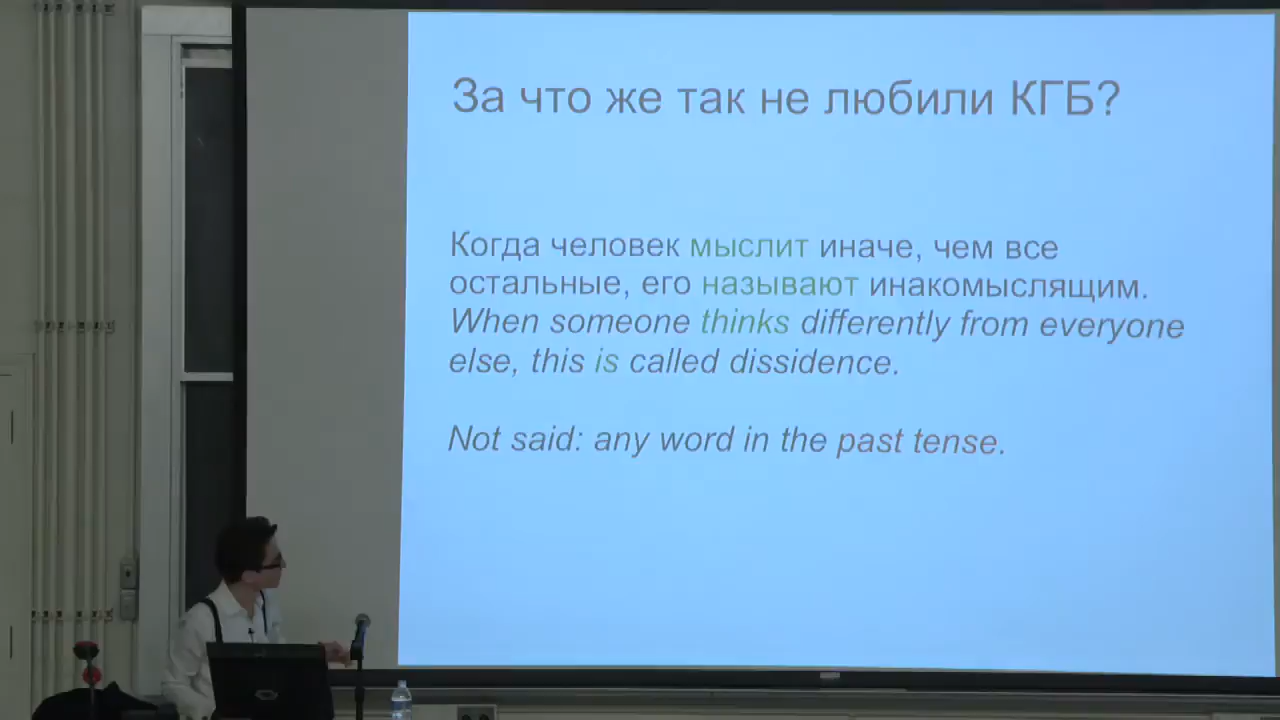 За что же так не любили КГБ?
Когда человек мыслит иначе, чем все
остальные, его называют инакомыслящим.
When someone thinks differently from everyone
else, this is called dissidence.
Not said: any word in the past tense.